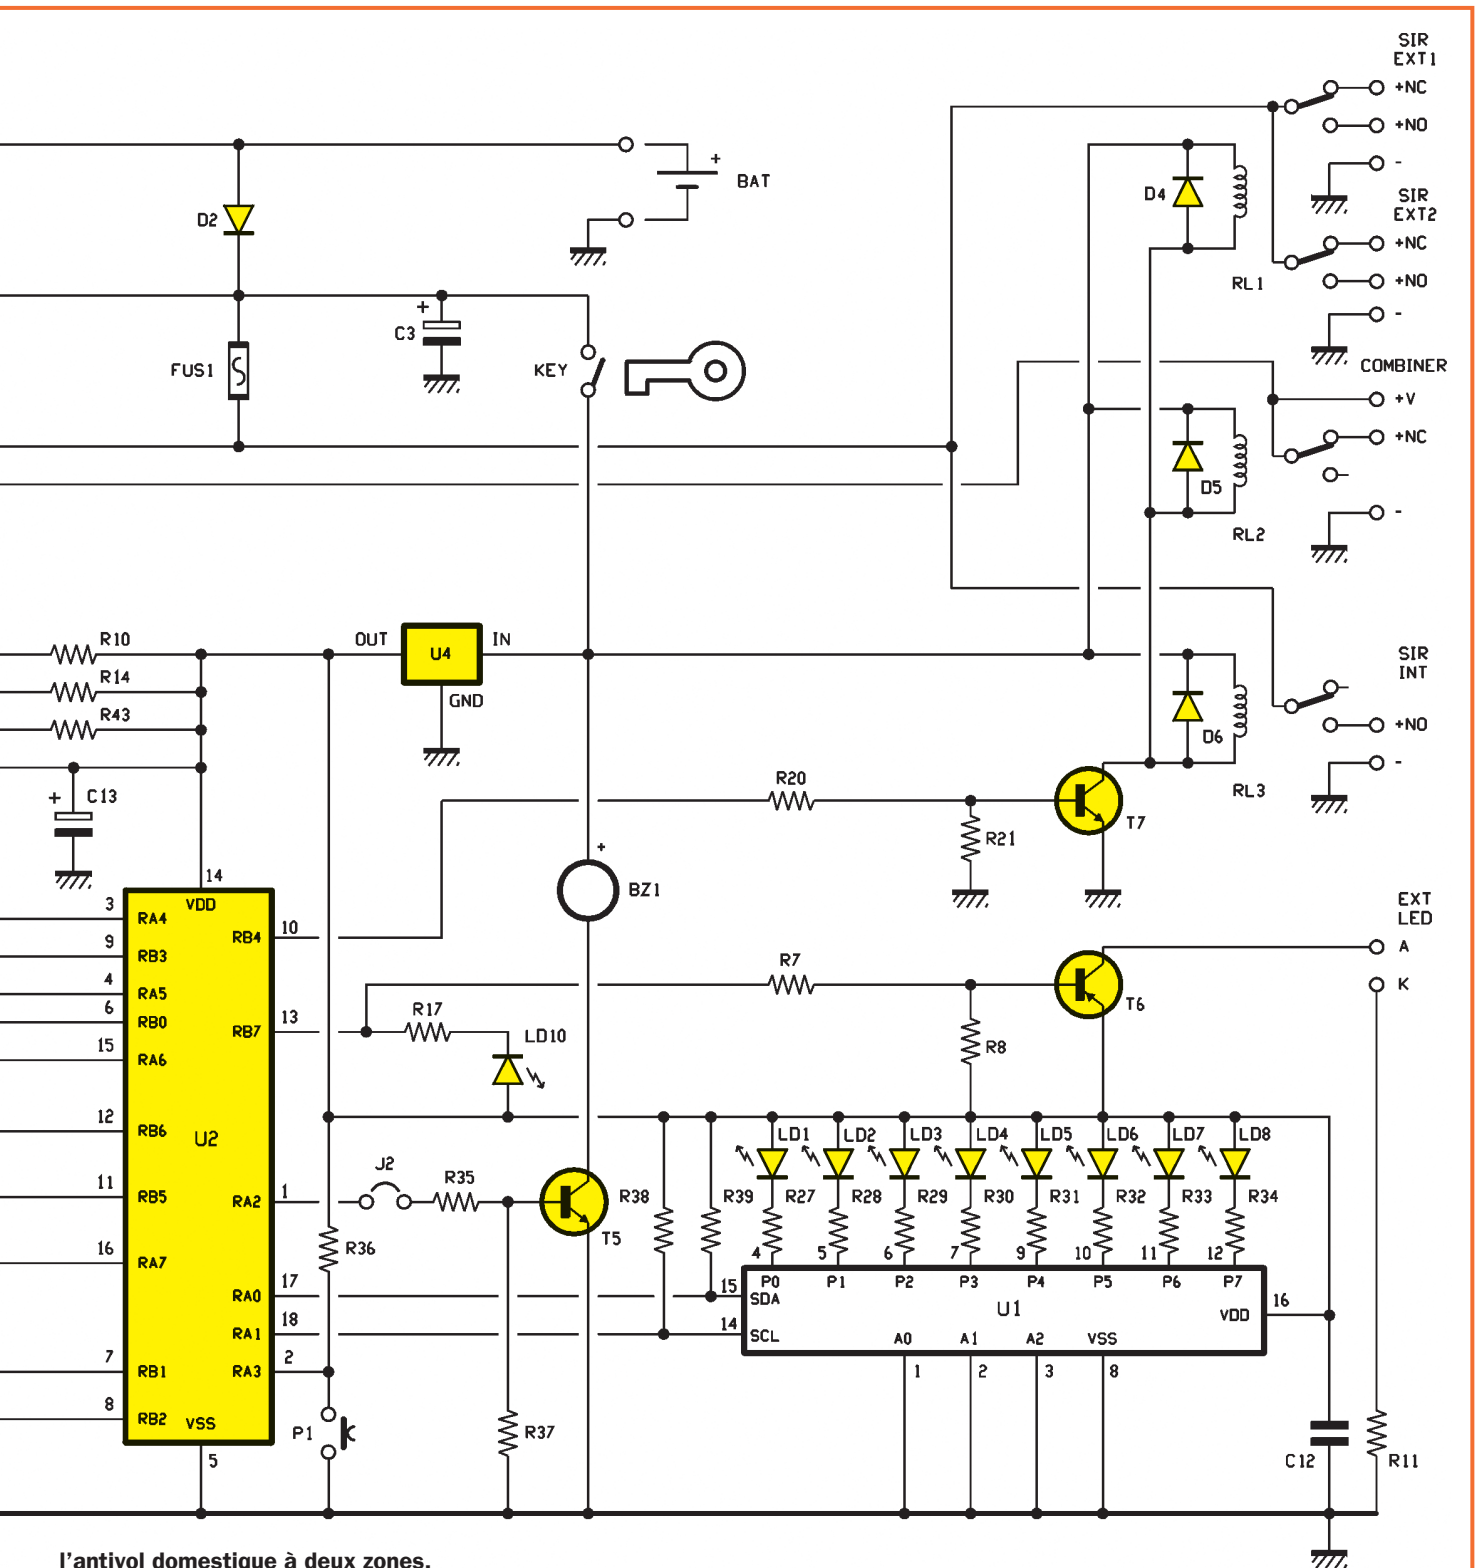 SIR
EXT1
+NC
+NO
-
SIR
EXT2
+NC
+NO
-
COMBINER
+V
+NC
-
SIR
INT
+NO
-
EXT
LED
A
K
D2
+
BAT
D4
RL1
+
C3
FUS1
KEY
D5
RL2
R10
R14
R43
OUT
U4
IN
GND
D6
RL3
+
C13
R20
R21
T7
+
BZ1
14
VDD
3
RA4
9
RB3
4
RA5
6
RB0
15
RA6
12
RB6
11
RB5
16
RA7
7
RB1
8
RB2
U2
RB4
10
RB7
13
RA2
1
RA0
17
RA1
18
RA3
2
VSS
5
R17
LD10
R7
R8
T6
J2
R35
R36
T5
R37
P1
R38
R39
LD1
LD2
LD3
LD4
LD5
LD6
LD7
LD8
R27
R28
R29
R30
R31
R32
R33
R34
4
5
6
7
9
10
11
12
P0
P1
P2
P3
P4
P5
P6
P7
15
SDA
14
SCL
U1
VDD
16
A0
A1
A2
VSS
1
2
3
8
C12
R11
l'antivol domestique à deux zones.